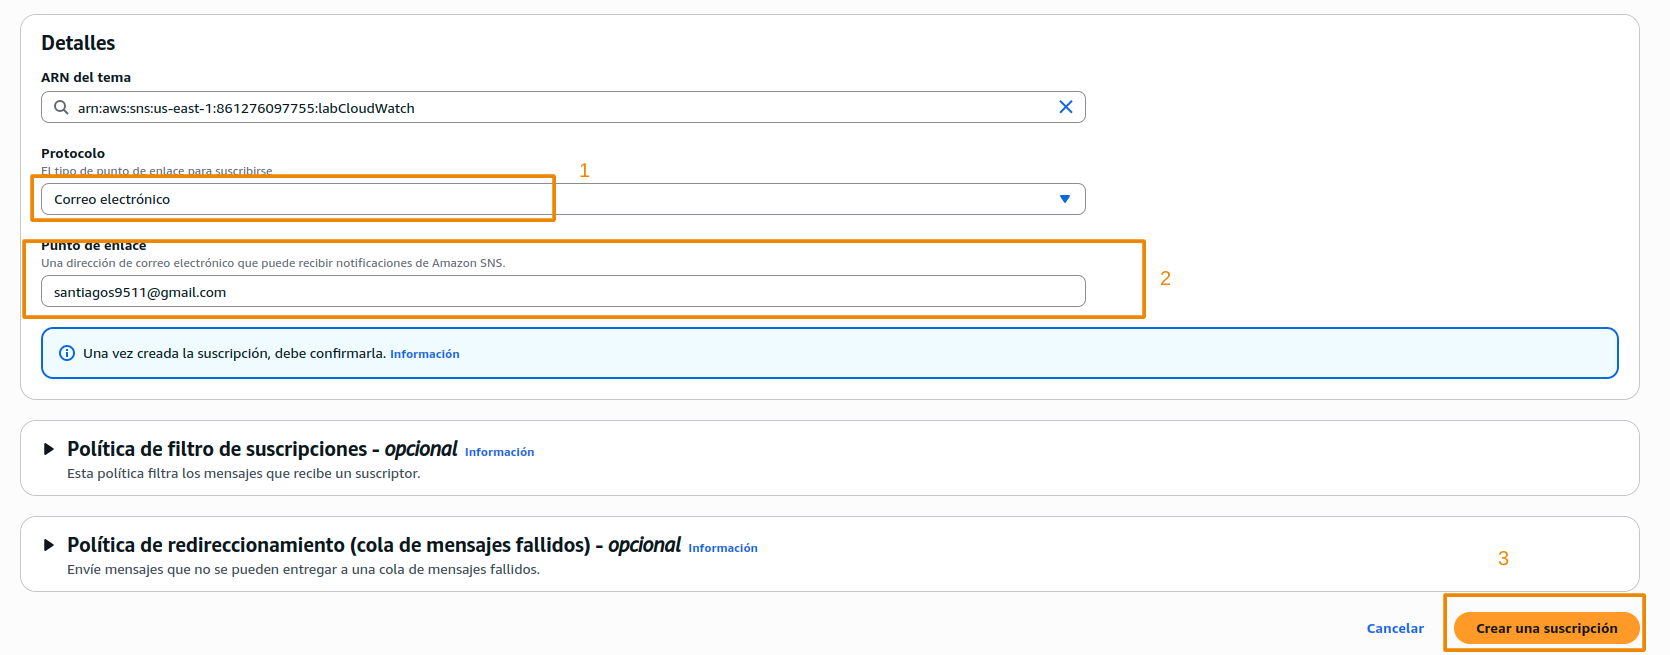 Detalles
ARN del tema
arn:aws:sns:us-east-1:861276097755:labCloudWatch
Protocolo
El tipo de punto de enlace para suscribirse
1
Correo electrónico
Punto de enlace
Una dirección de correo electrónico que puede recibir notificaciones de Amazon SNS.
2
santiagos9511@gmail.com
Una vez creada la suscripción, debe confirmarla. Información
Política de filtro de suscripciones - opcional Información
Esta política filtra los mensajes que recibe un suscriptor.
Política de redireccionamiento (cola de mensajes fallidos) - opcional Información
Envíe mensajes que no se pueden entregar a una cola de mensajes fallidos.
3
Cancelar Crear una suscripción